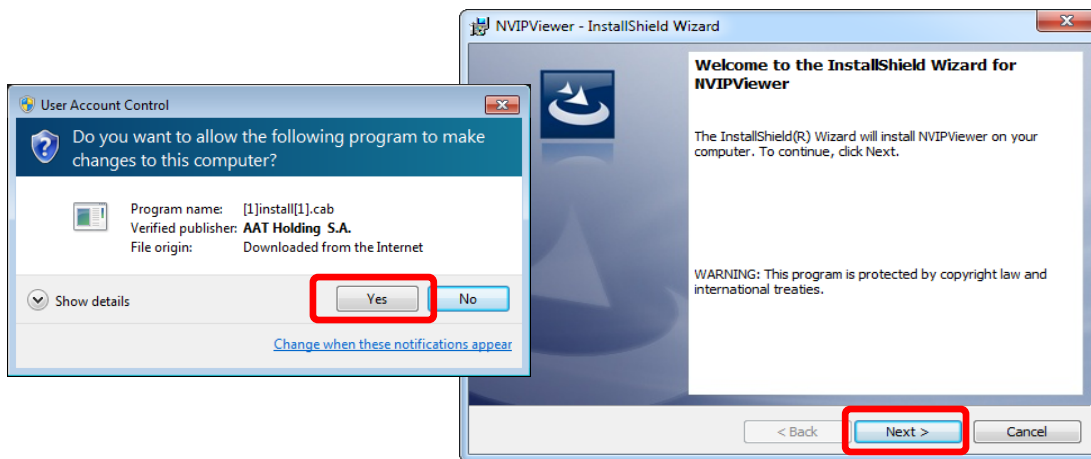 User Account Control
Do you want to allow the following program to make
changes to this computer?
Program name: [1]install[1].cab
Verified publisher: AAT Holding S.A.
File origin: Downloaded from the Internet
Show details
Yes
No
Change when these notifications appear
NVIPViewer - InstallShield Wizard
Welcome to the InstallShield Wizard for
NVIPViewer
The InstallShield(R) Wizard will install NVIPViewer on your
computer. To continue, click Next.
WARNING: This program is protected by copyright law and
international treaties.
< Back
Next >
Cancel